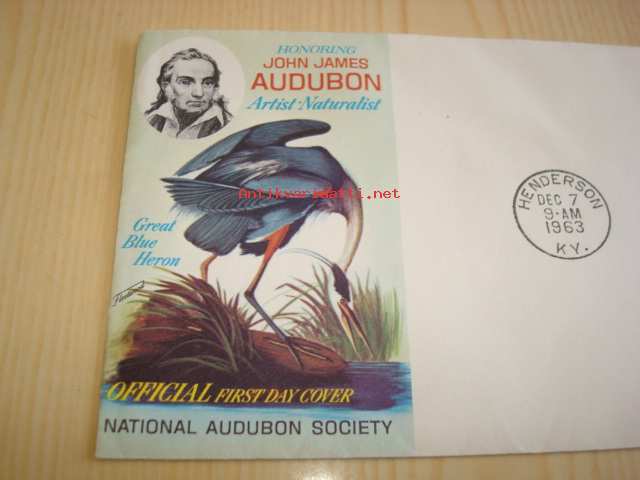 HONORING
JOHN JAMES
AUDUBON
Artist-Naturalist
Antikvariaatti.net
Great
Blue
Heron
OFFICIAL FIRST DAY COVER
NATIONAL AUDUBON SOCIETY
HENDERSON
DEC 7
9-AM
1963
KY.